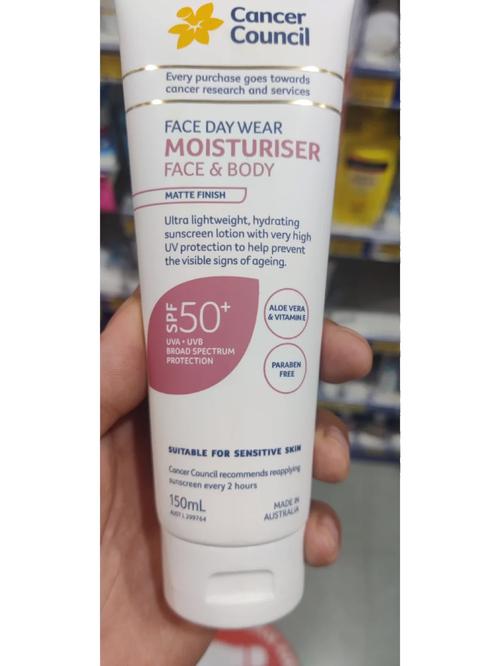 Cancer
Council
Every purchase goes towards
cancer research and services
FACE DAY WEAR
MOISTURISER
FACE & BODY
MATTE FINISH
Ultra lightweight, hydrating
sunscreen lotion with very high
UV protection to help prevent
the visible signs of ageing.
SPF 50+
UVA • UVB
BROAD SPECTRUM
PROTECTION
ALOE VERA
& VITAMIN E
PARABEN
FREE
SUITABLE FOR SENSITIVE SKIN
Cancer Council recommends reapplying
sunscreen every 2 hours
150mL
AUST L 299764
MADE IN
AUSTRALIA